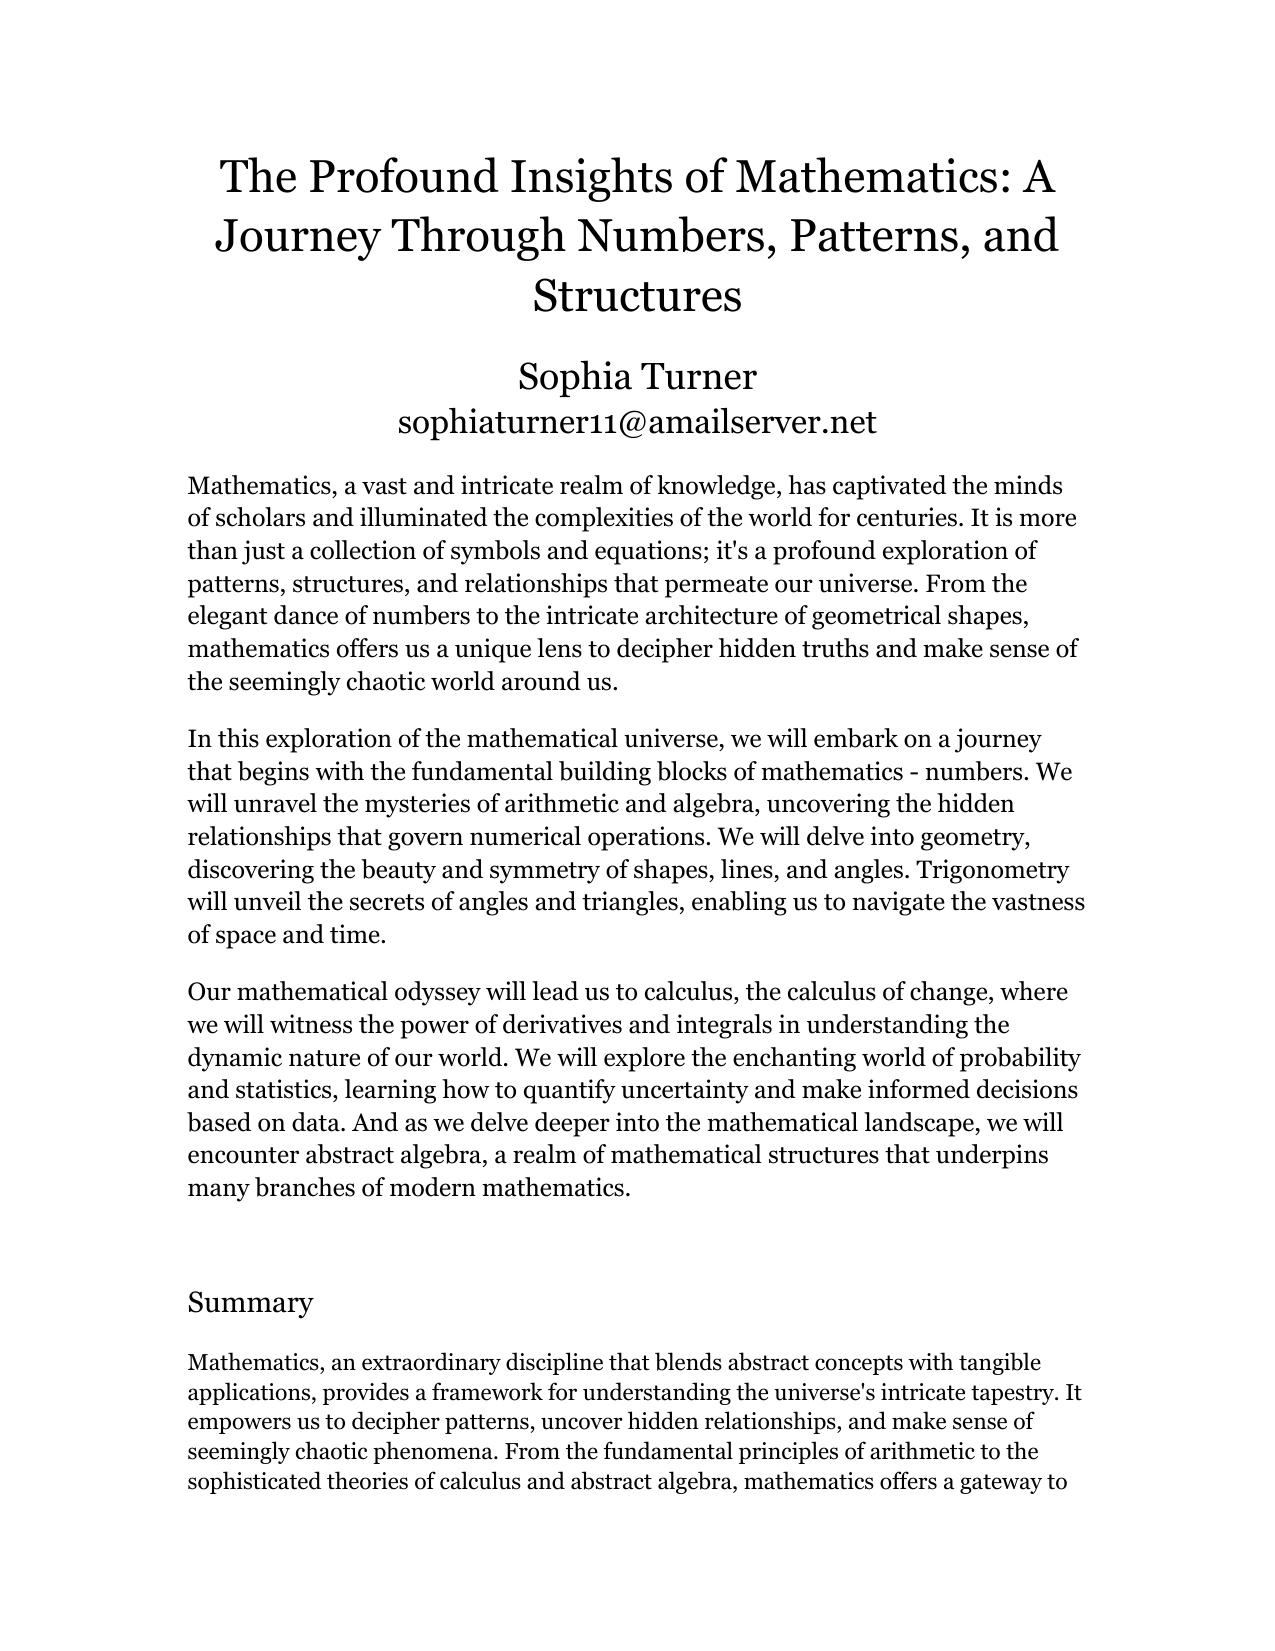 The Profound Insights of Mathematics: A
Journey Through Numbers, Patterns, and
Structures
Sophia Turner
sophiaturner11@amailserver.net
Mathematics, a vast and intricate realm of knowledge, has captivated the minds
of scholars and illuminated the complexities of the world for centuries. It is more
than just a collection of symbols and equations; it's a profound exploration of
patterns, structures, and relationships that permeate our universe. From the
elegant dance of numbers to the intricate architecture of geometrical shapes,
mathematics offers us a unique lens to decipher hidden truths and make sense of
the seemingly chaotic world around us.
In this exploration of the mathematical universe, we will embark on a journey
that begins with the fundamental building blocks of mathematics - numbers. We
will unravel the mysteries of arithmetic and algebra, uncovering the hidden
relationships that govern numerical operations. We will delve into geometry,
discovering the beauty and symmetry of shapes, lines, and angles. Trigonometry
will unveil the secrets of angles and triangles, enabling us to navigate the vastness
of space and time.
Our mathematical odyssey will lead us to calculus, the calculus of change, where
we will witness the power of derivatives and integrals in understanding the
dynamic nature of our world. We will explore the enchanting world of probability
and statistics, learning how to quantify uncertainty and make informed decisions
based on data. And as we delve deeper into the mathematical landscape, we will
encounter abstract algebra, a realm of mathematical structures that underpins
many branches of modern mathematics.
Summary
Mathematics, an extraordinary discipline that blends abstract concepts with tangible
applications, provides a framework for understanding the universe's intricate tapestry. It
empowers us to decipher patterns, uncover hidden relationships, and make sense of
seemingly chaotic phenomena. From the fundamental principles of arithmetic to the
sophisticated theories of calculus and abstract algebra, mathematics offers a gateway to